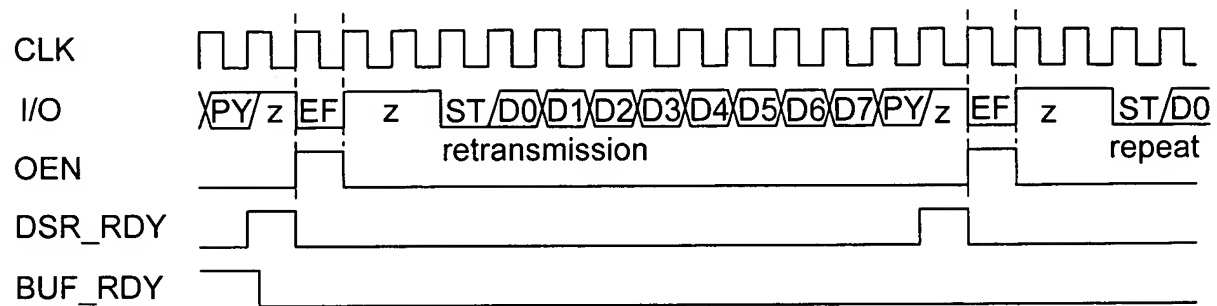 CLK
I/O PY z EF z ST D0 D1 D2 D3 D4 D5 D6 D7 PY z EF z ST D0
retransmission repeat
OEN
DSR_RDY
BUF_RDY